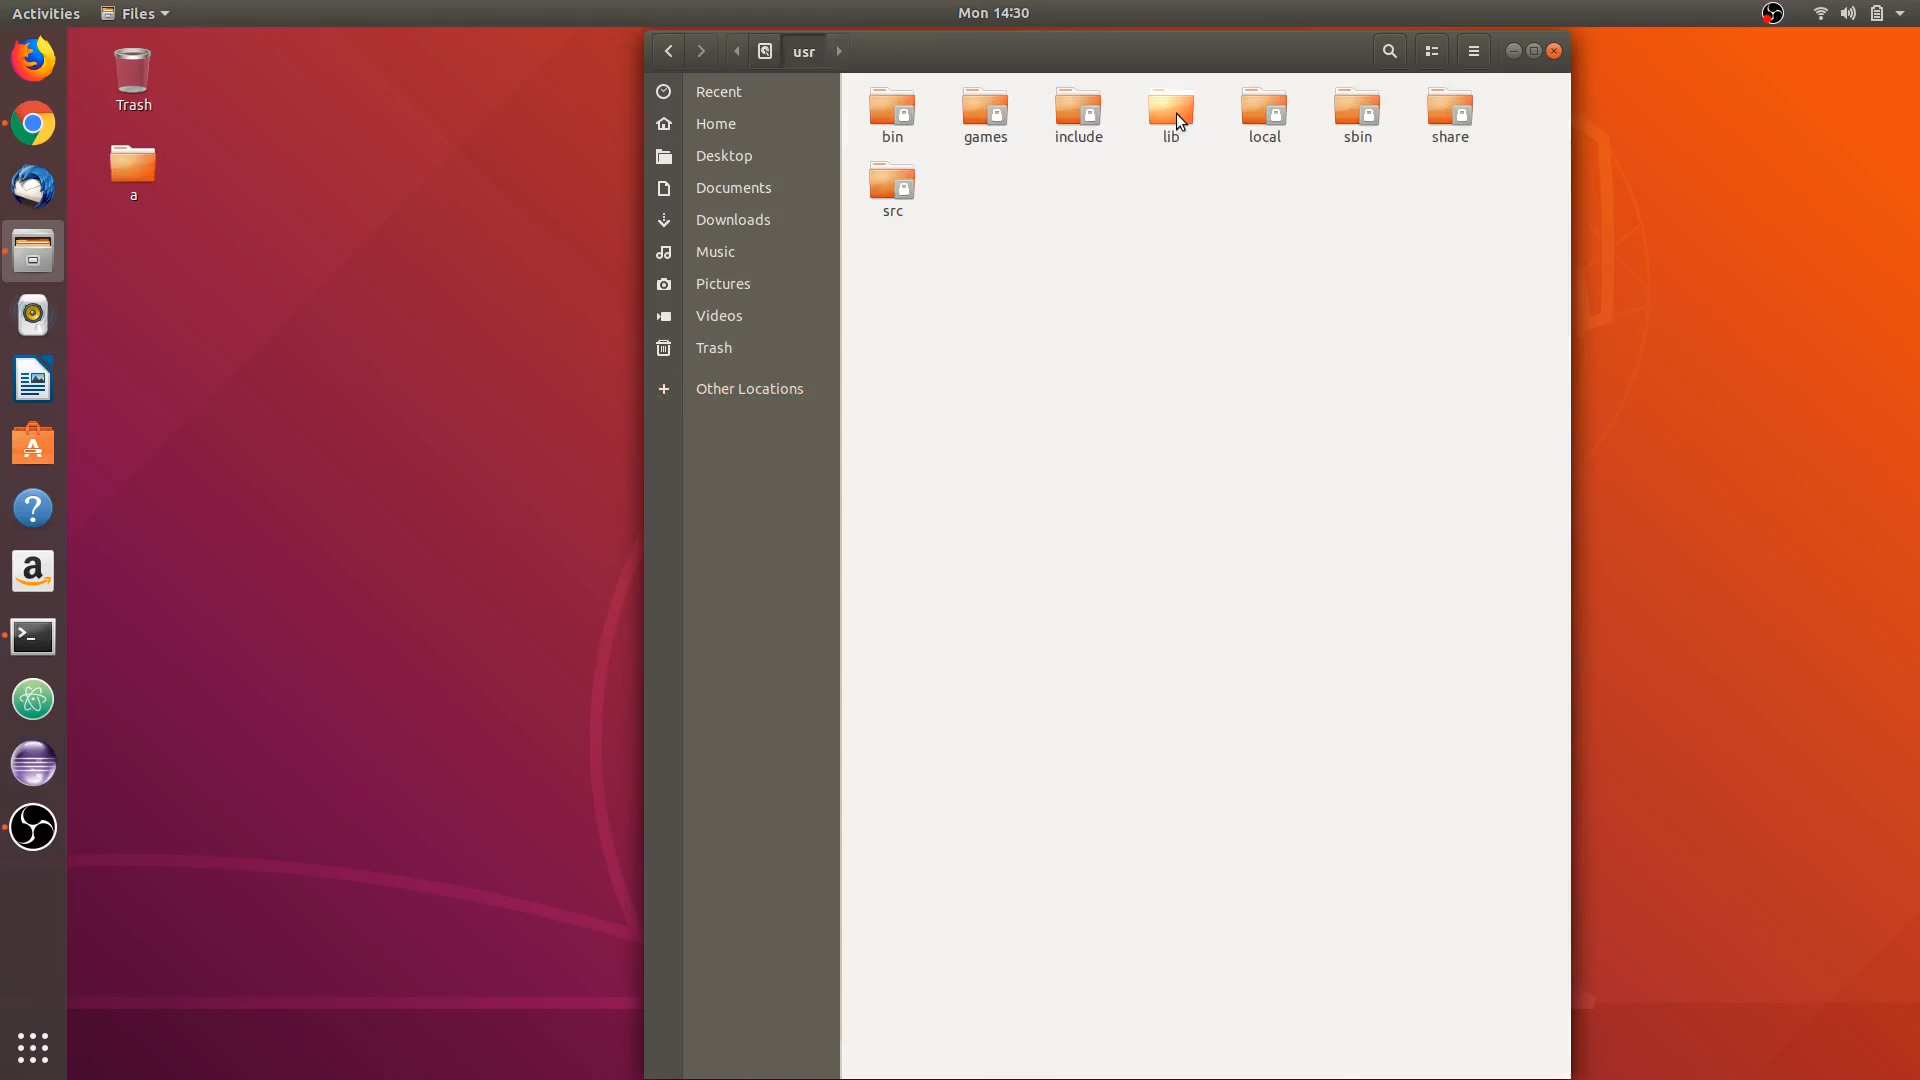 Activities
Files
Mon 14:30
Trash
a
usr
Recent
Home
Desktop
Documents
Downloads
Music
Pictures
Videos
Trash
Other Locations
bin
games
include
lib
local
sbin
share
src